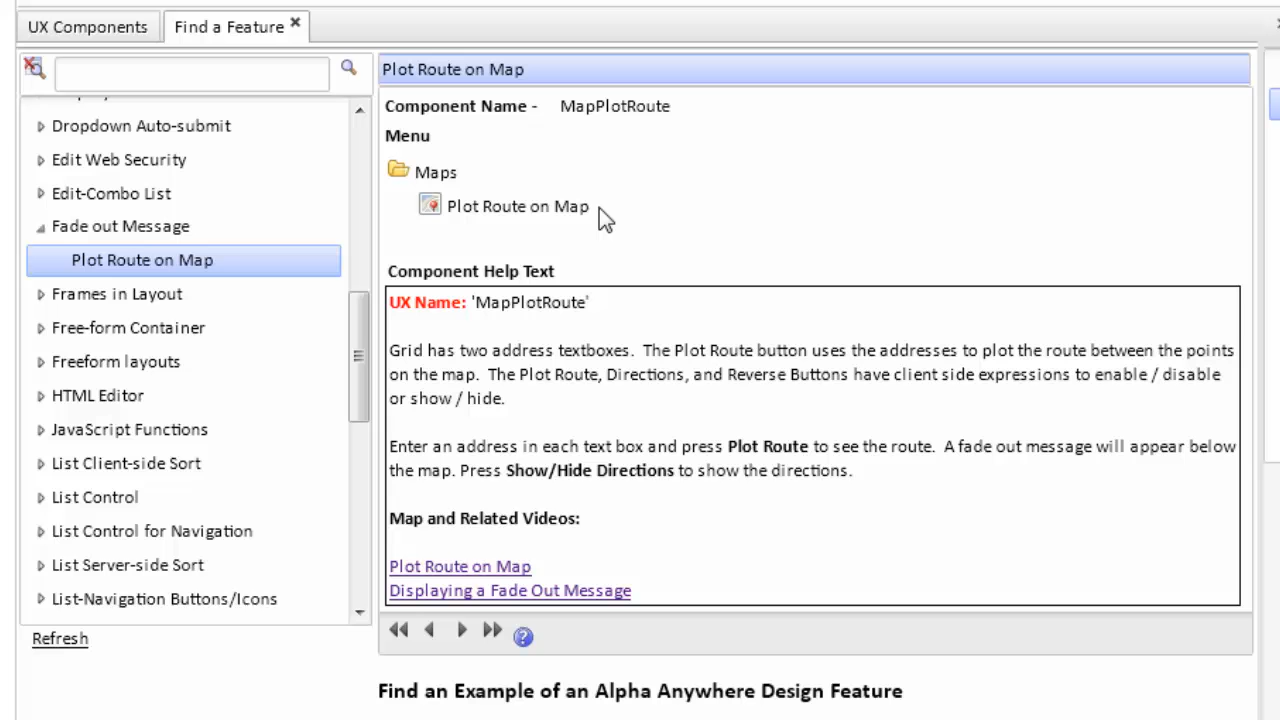 UX Components
Find a Feature
Plot Route on Map
Component Name - MapPlotRoute
Menu
Maps
Plot Route on Map
Component Help Text
UX Name: 'MapPlotRoute'
Grid has two address textboxes. The Plot Route button uses the addresses to plot the route between the points
on the map. The Plot Route, Directions, and Reverse Buttons have client side expressions to enable / disable
or show / hide.
Enter an address in each text box and press Plot Route to see the route. A fade out message will appear below
the map. Press Show/Hide Directions to show the directions.
Map and Related Videos:
Plot Route on Map
Displaying a Fade Out Message
Dropdown Auto-submit
Edit Web Security
Edit-Combo List
Fade out Message
Plot Route on Map
Frames in Layout
Free-form Container
Freeform layouts
HTML Editor
JavaScript Functions
List Client-side Sort
List Control
List Control for Navigation
List Server-side Sort
List-Navigation Buttons/Icons
Refresh
Find an Example of an Alpha Anywhere Design Feature